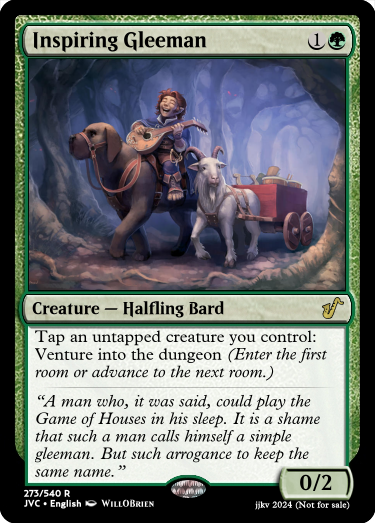 Inspiring Gleeman 1
Creature — Halfling Bard
Tap an untapped creature you control:
Venture into the dungeon (Enter the first
room or advance to the next room.)
“A man who, it was said, could play the
Game of Houses in his sleep. It is a shame
that such a man calls himself a simple
gleeman. But such arrogance to keep the
same name.”
0/2
273/540 R
JVC • English WillOBrien
jjkv 2024 (Not for sale)